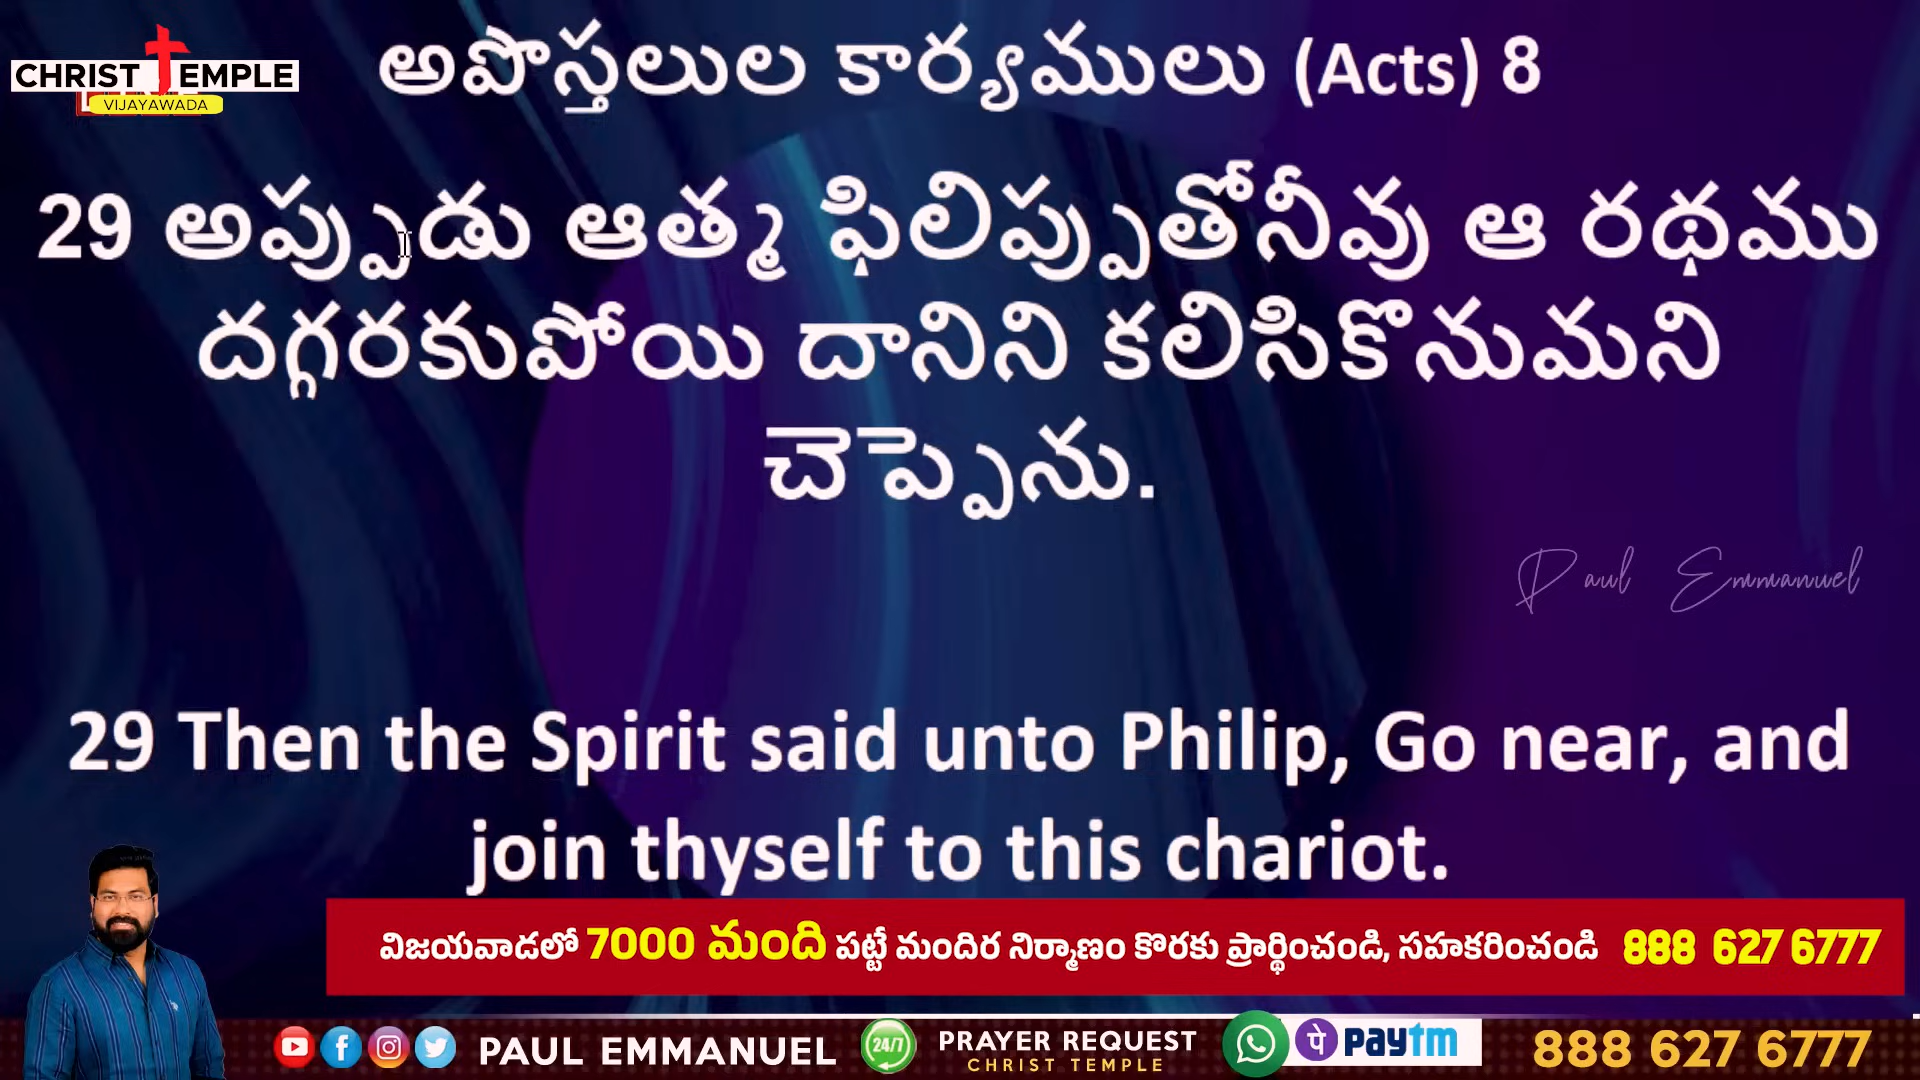 CHRIST TEMPLE
VIJAYAWADA
అపొస్తలుల కార్యములు (Acts) 8
29 అప్పుడు ఆత్మ ఫిలిప్పుతోనీవు ఆ రథము
దగ్గరకుపోయి దానిని కలిసికొనుమని
చెప్పెను.
Paul Emmanuel
29 Then the Spirit said unto Philip, Go near, and
join thyself to this chariot.
విజయవాడలో 7000 మంది పట్టే మందిర నిర్మాణం కొరకు ప్రార్థించండి, సహకరించండి 888 627 6777
PAUL EMMANUEL
24/7
PRAYER REQUEST
CHRIST TEMPLE
पे paytm
888 627 6777